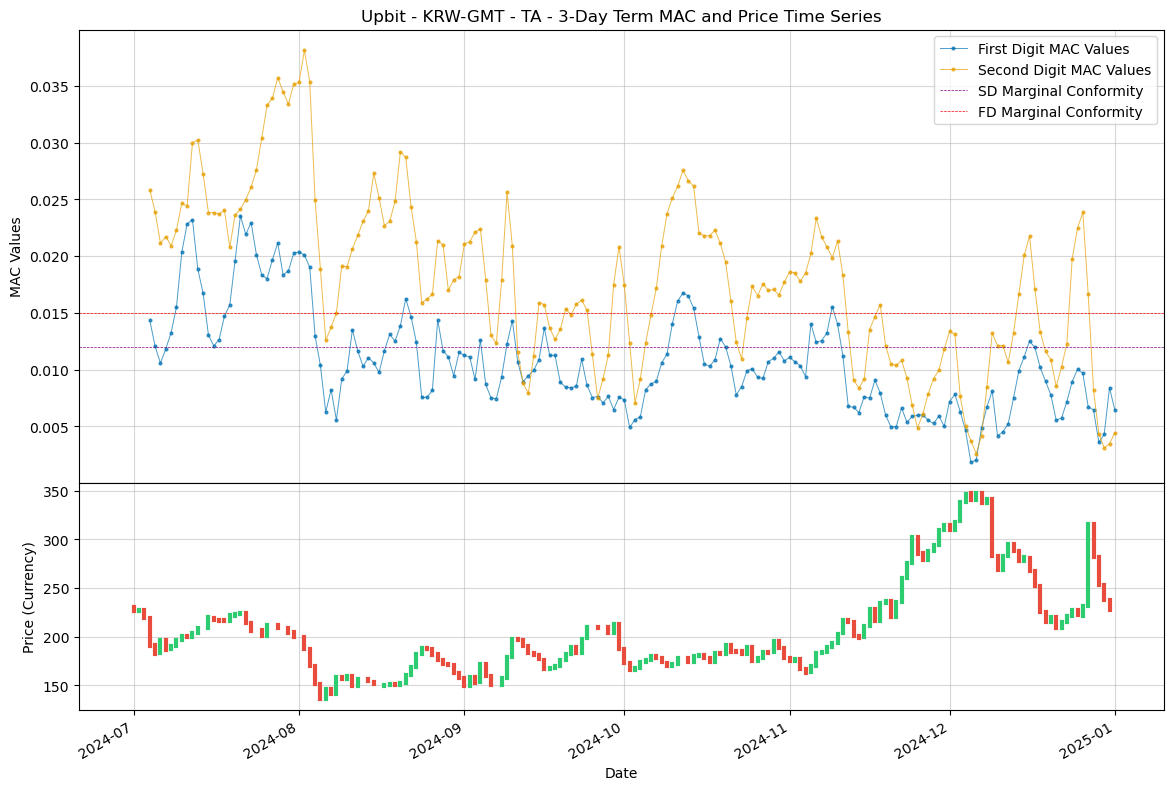 Upbit - KRW-GMT - TA - 3-Day Term MAC and Price Time Series
First Digit MAC Values
Second Digit MAC Values
SD Marginal Conformity
FD Marginal Conformity
MAC Values
0.035
0.030
0.025
0.020
0.015
0.010
0.005
Price (Currency)
350
300
250
200
150
2024-07
2024-08
2024-09
2024-10
2024-11
2024-12
2025-01
Date